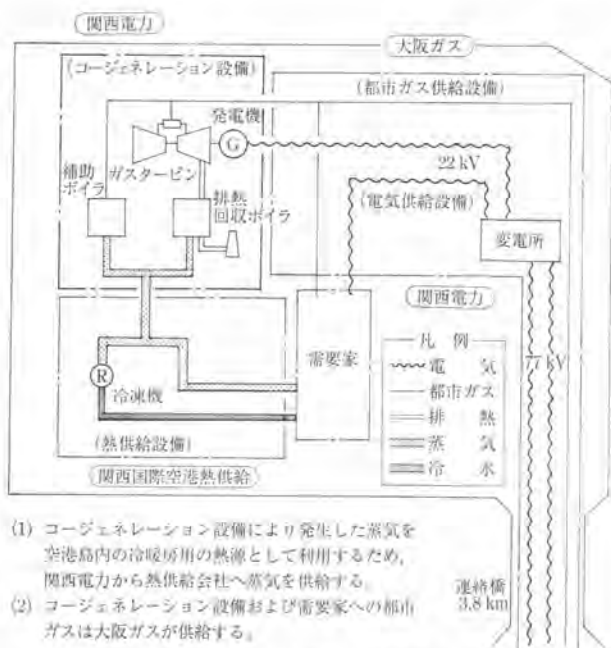 関西電力
大阪ガス
(コージェネレーション設備)
(都市ガス供給設備)
発電機
G
22 kV
補助
ボイラ
ガスタービン
排熱
回収ボイラ
(電気供給設備)
変電所
関西電力
需要家
凡 例
電 気
都市ガス
排 熱
蒸 気
冷 水
77 kV
R
冷凍機
(熱供給設備)
関西国際空港熱供給
(1) コージェネレーション設備により発生した蒸気を
空港島内の冷暖房用の熱源として利用するため,
関西電力から熱供給会社へ蒸気を供給する。
(2) コージェネレーション設備および需要家への都市
ガスは大阪ガスが供給する。
連絡橋
3.8 km